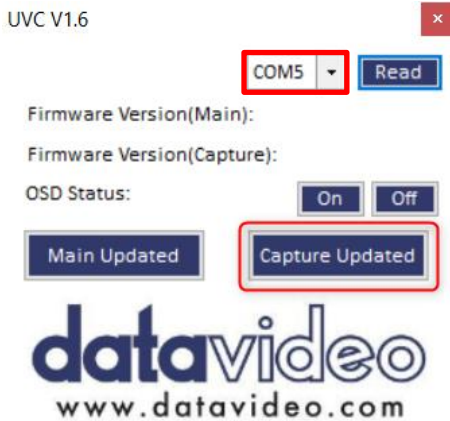 UVC V1.6
COM5 Read
Firmware Version(Main):
Firmware Version(Capture):
OSD Status: On Off
Main Updated Capture Updated
datavideo
www.datavideo.com